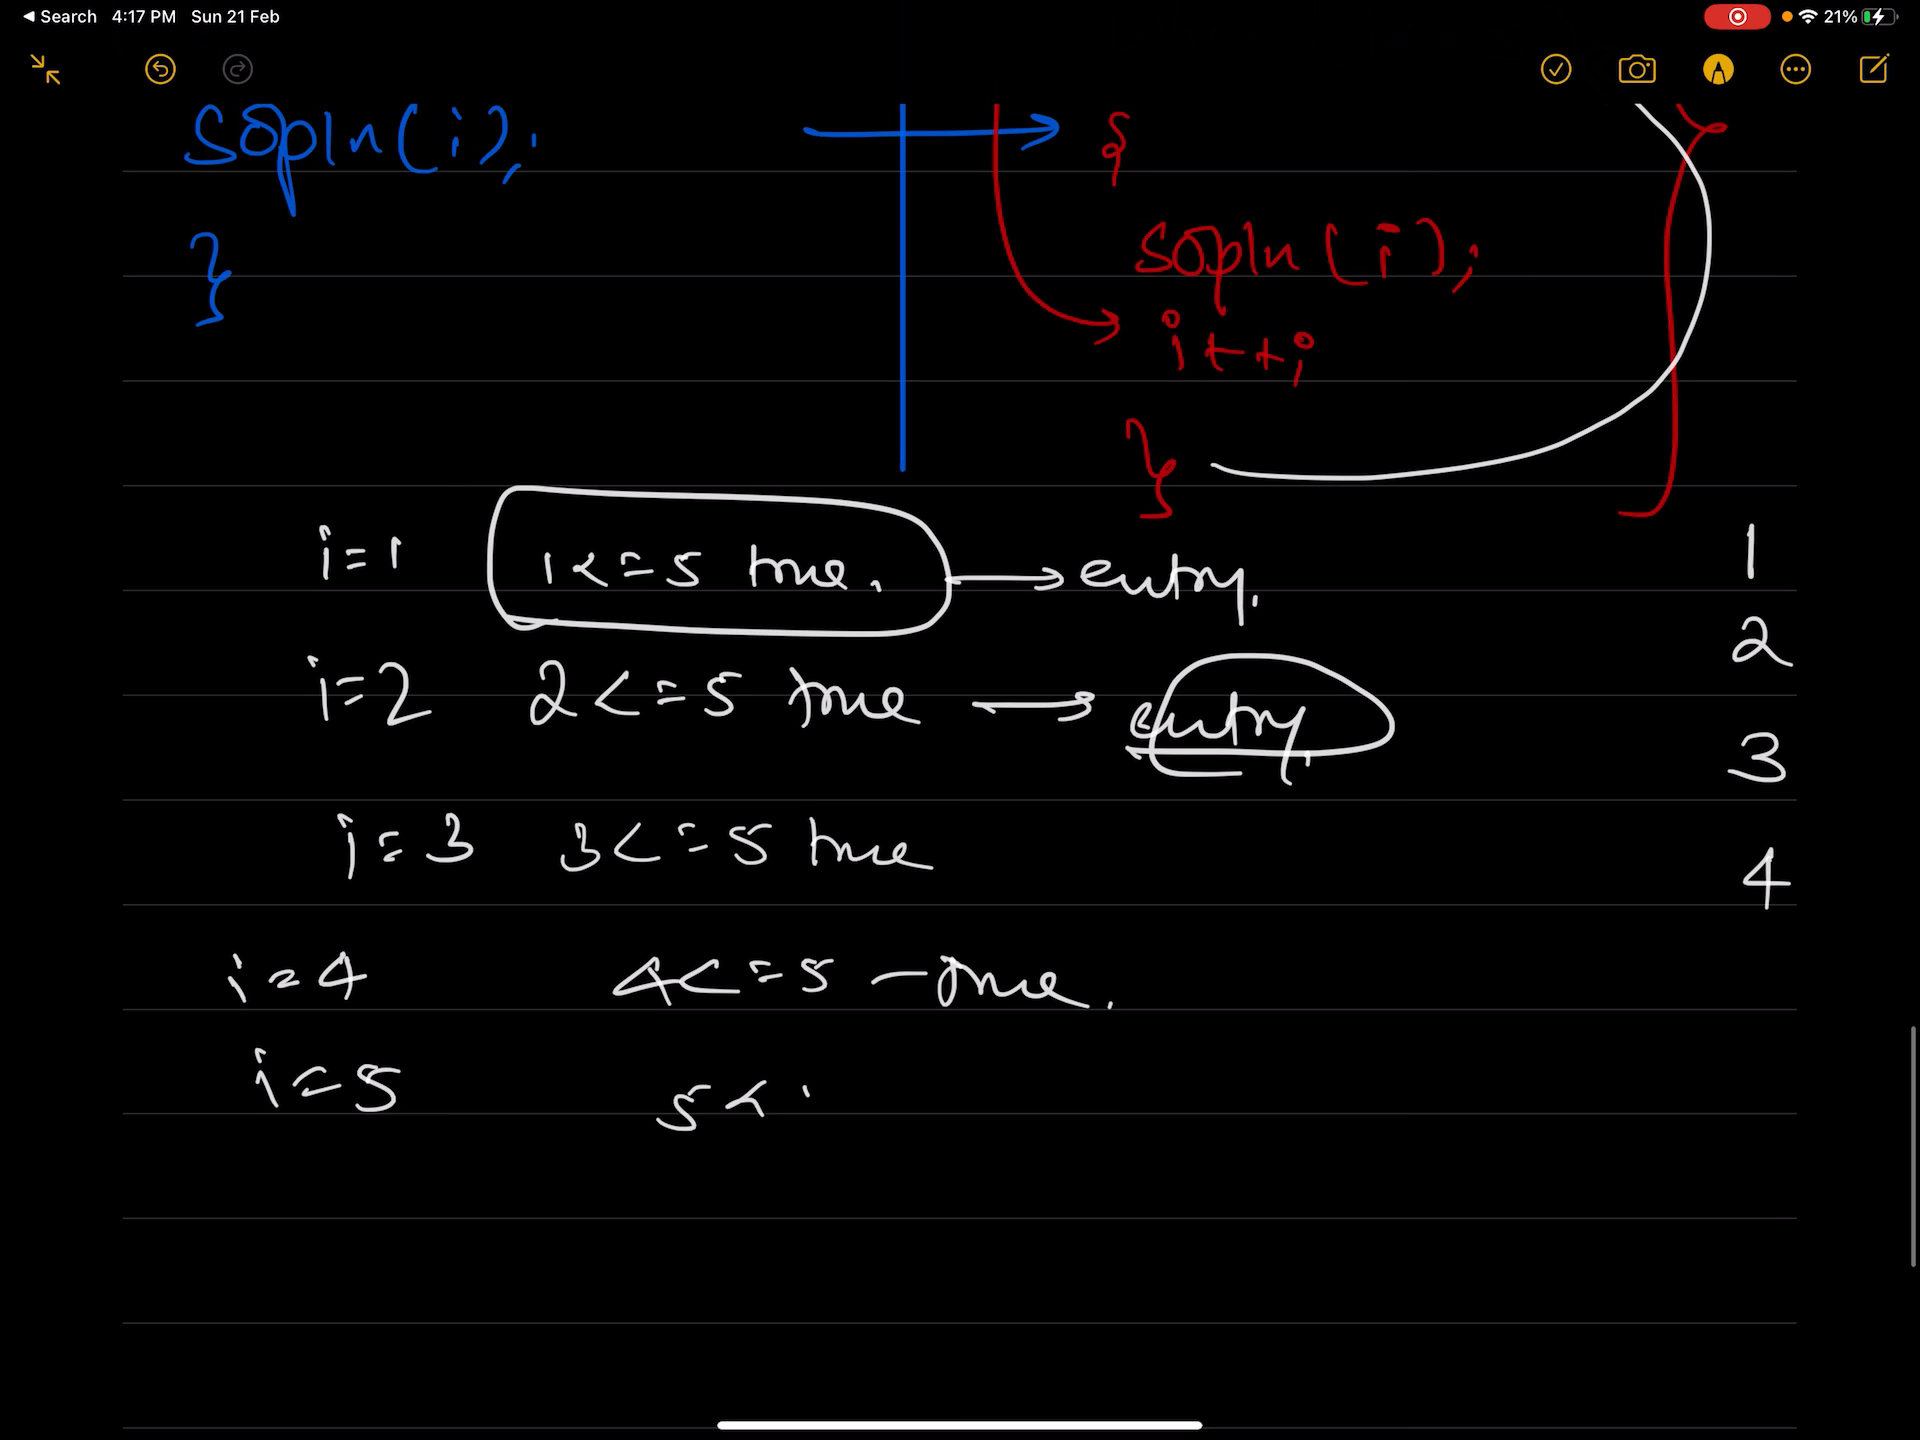 Search 4:17 PM Sun 21 Feb 21%
sopln(i);
}
{
sopln(i);
i++;
}
i=1 1<=5 true. → entry. 1
i=2 2<=5 true → entry. 2
3
i=3 3<=5 true 4
i=4 4<=5 - true.
i=5 5<